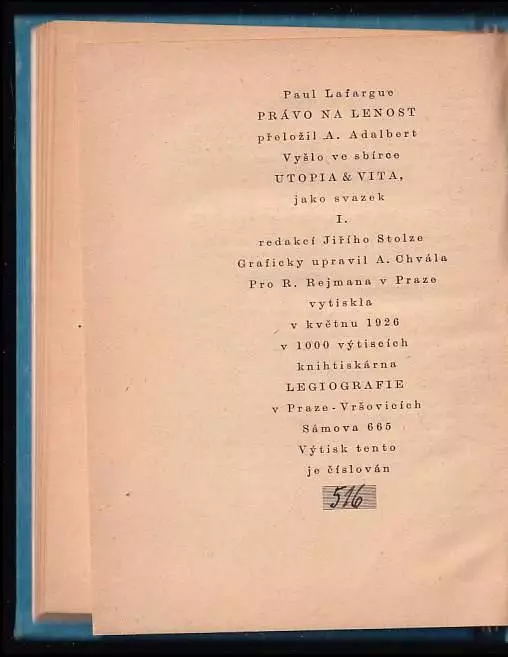 Paul Lafargue
PRÁVO NA LENOST
přeložil A. Adalbert
Vyšlo ve sbírce
UTOPIA & VITA,
jako svazek
I.
redakcí Jiřího Stolze
Graficky upravil A. Chvála
Pro R. Rejmana v Praze
vytiskla
v květnu 1926
v 1000 výtiscích
knihtiskárna
LEGIOGRAFIE
v Praze-Vršovicích
Sámova 665
Výtisk tento
je číslován
516